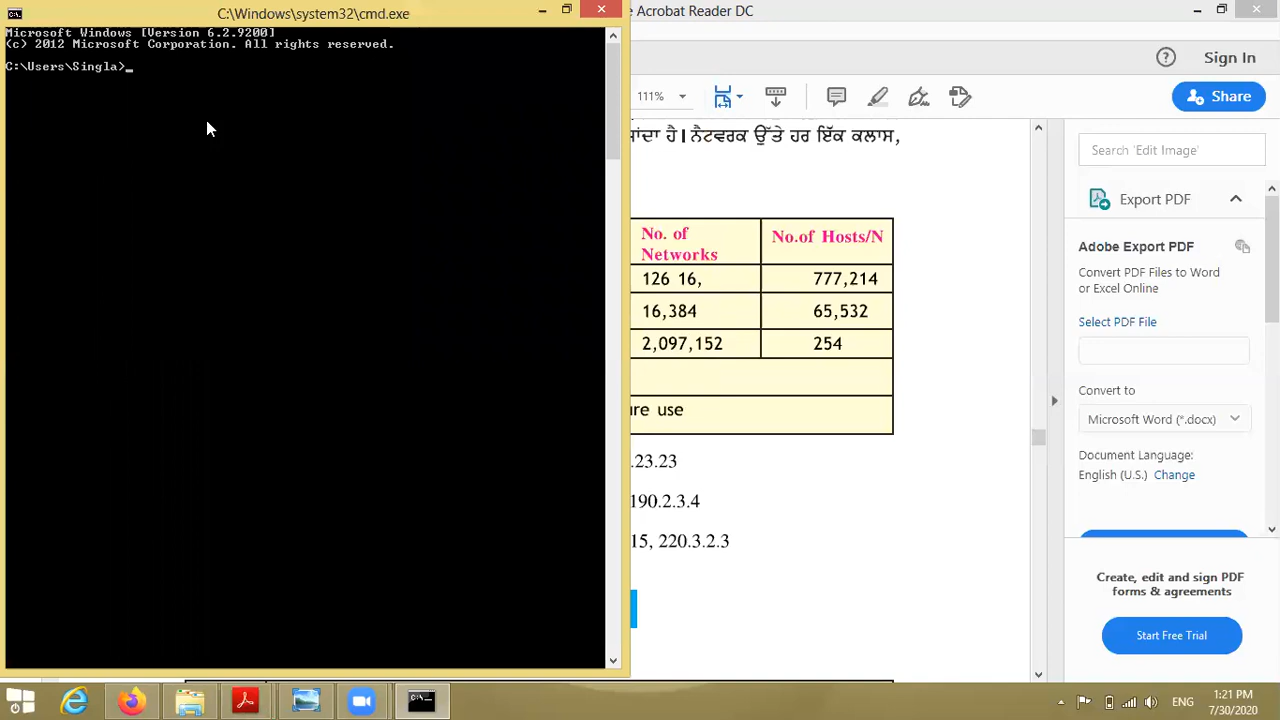 C:\Windows\system32\cmd.exe
Microsoft Windows [Version 6.2.9200]
(c) 2012 Microsoft Corporation. All rights reserved.
C:\Users\Singla>
e Acrobat Reader DC
Sign In
111%
Share
ਾਂਦਾ ਹੈ। ਨੈਟਵਰਕ ਉੱਤੇ ਹਰ ਇੱਕ ਕਲਾਸ,
No. of Networks No.of Hosts/N
126 16, 777,214
16,384 65,532
2,097,152 254
ure use
.23.23
190.2.3.4
15, 220.3.2.3
Search 'Edit Image'
Export PDF
Adobe Export PDF
Convert PDF Files to Word
or Excel Online
Select PDF File
Convert to
Microsoft Word (*.docx)
Document Language:
English (U.S.) Change
Create, edit and sign PDF
forms & agreements
Start Free Trial
ENG
1:21 PM
7/30/2020